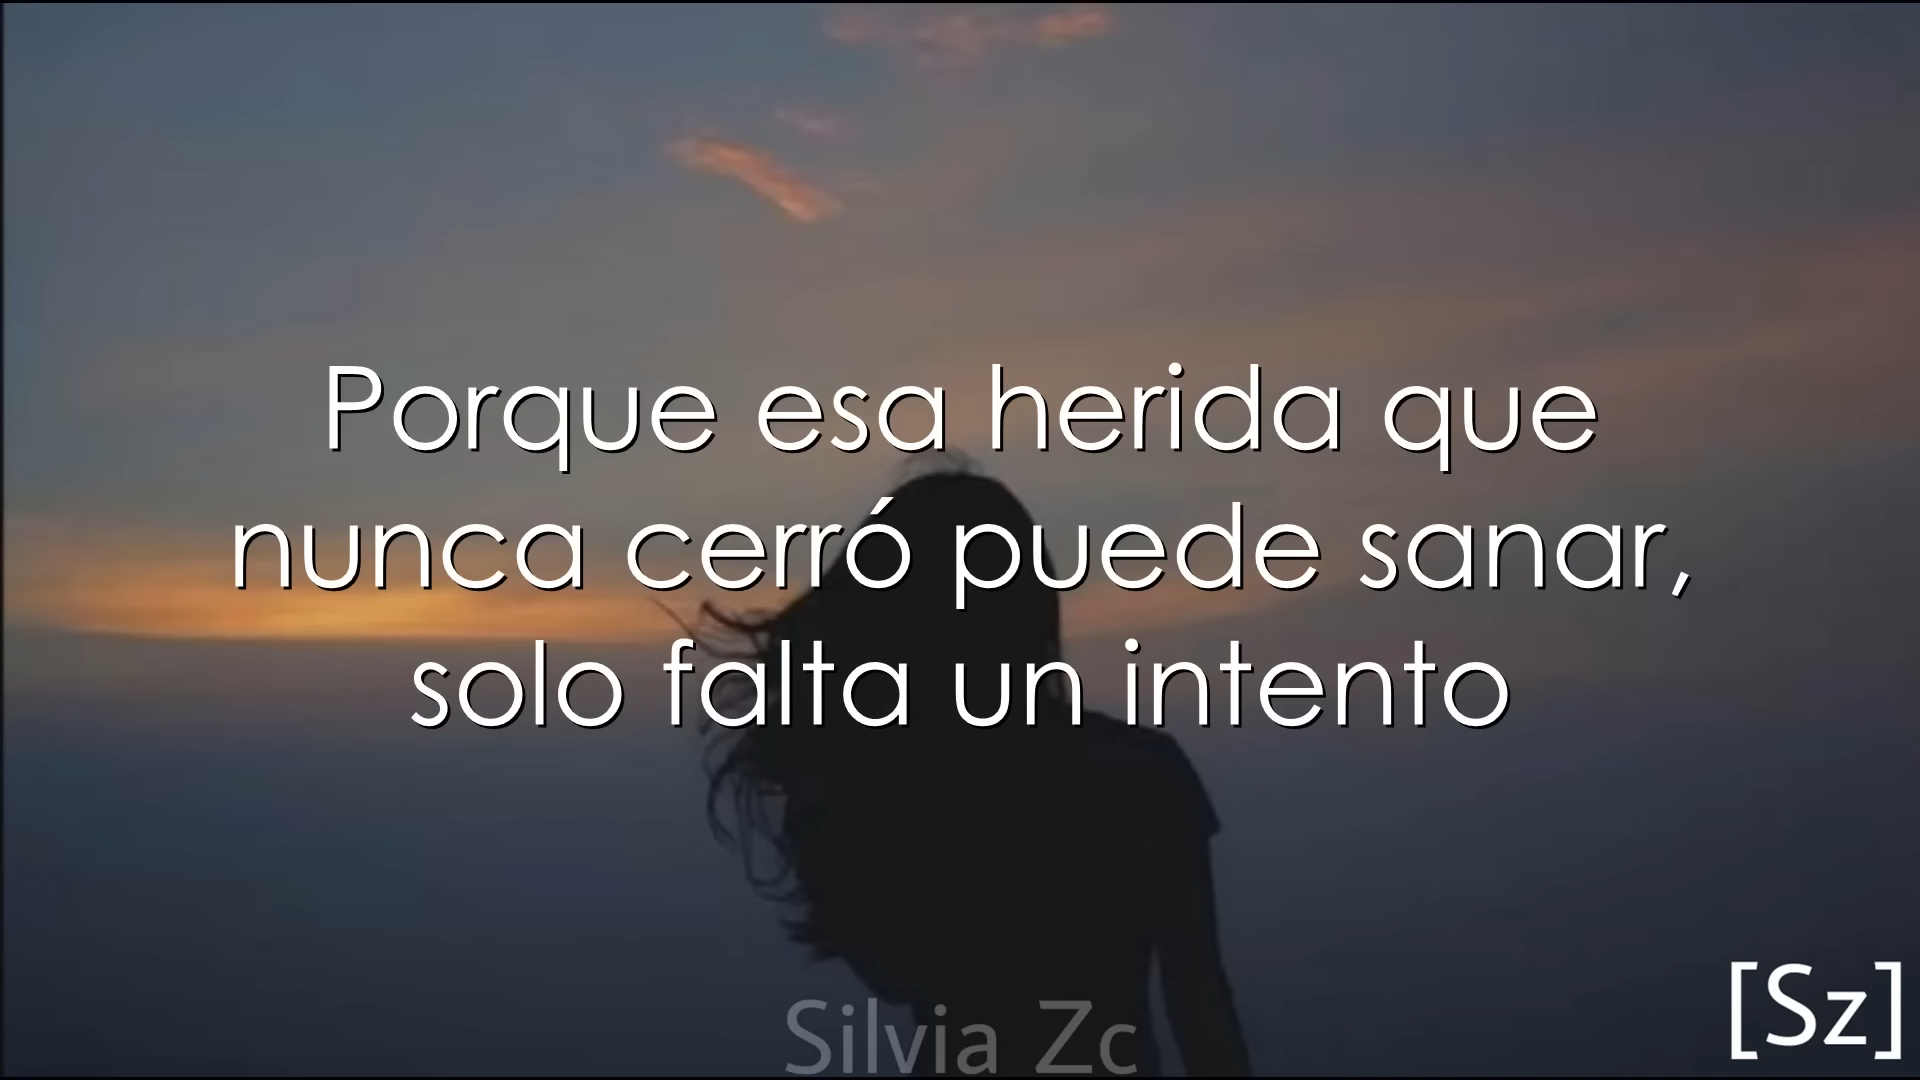 Porque esa herida que
nunca cerró puede sanar,
solo falta un intento
Silvia Zc
[Sz]